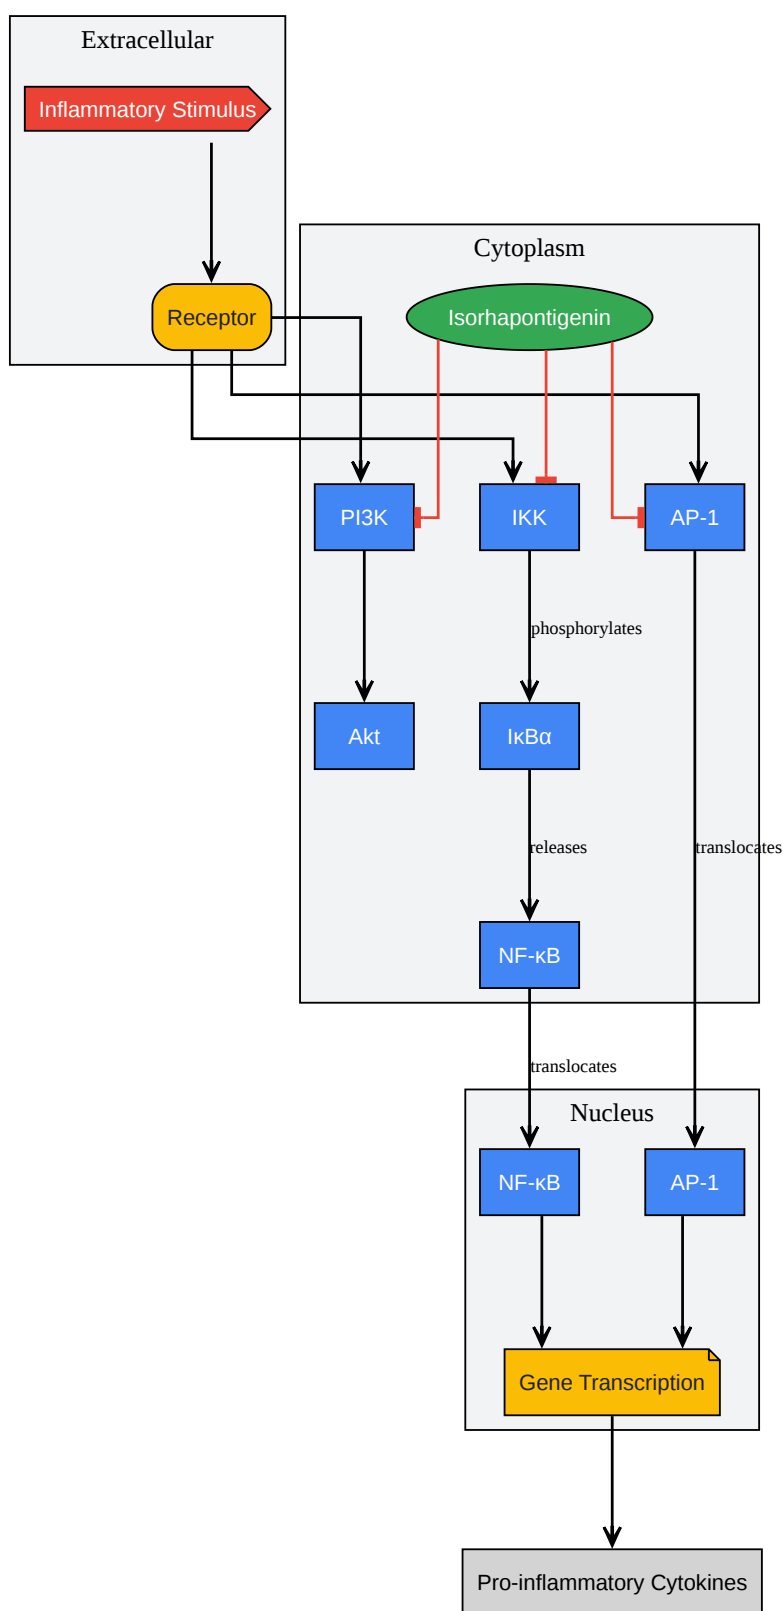 Extracellular
Inflammatory Stimulus
Receptor
Cytoplasm
Isorhapontigenin
PI3K
IKK
AP-1
phosphorylates
Akt
IκBα
releases
translocates
NF-κB
translocates
Nucleus
NF-κB
AP-1
Gene Transcription
Pro-inflammatory Cytokines